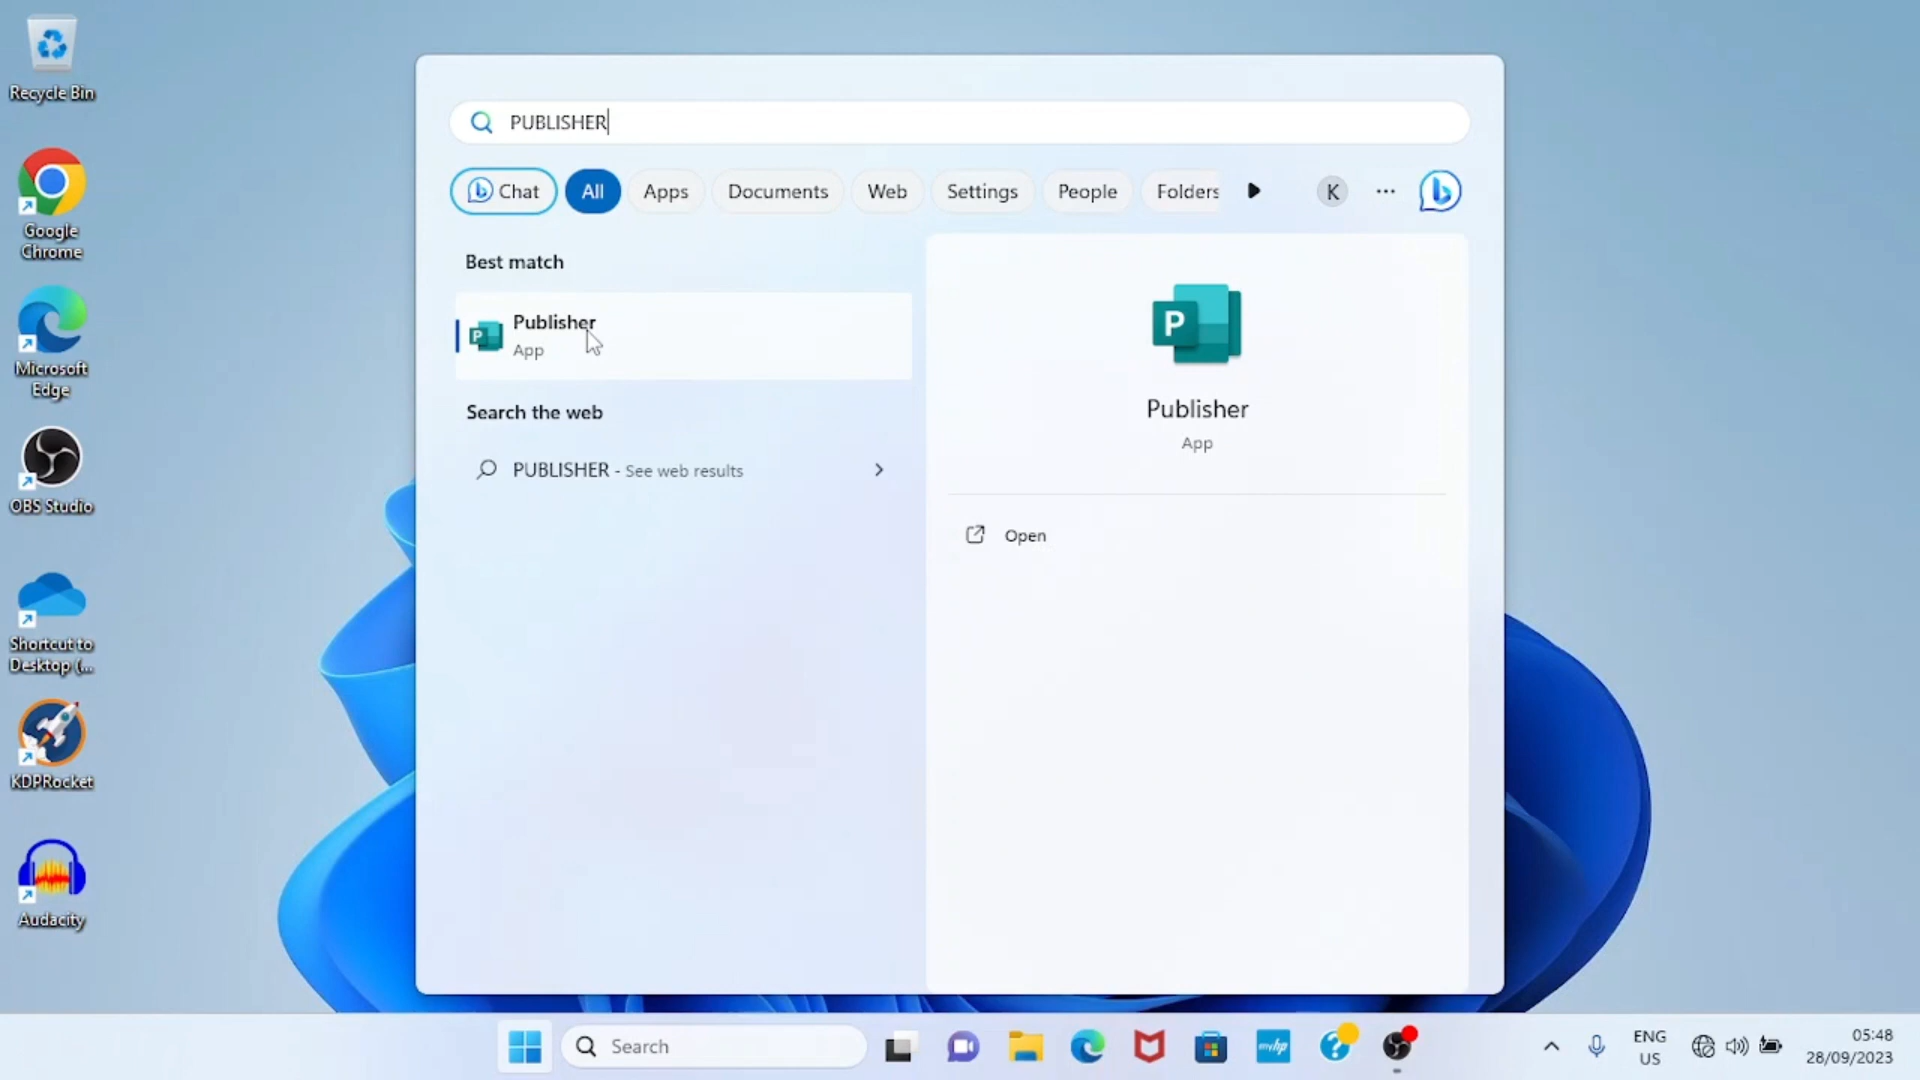 Recycle Bin
Google
Chrome
Microsoft
Edge
OBS Studio
Shortcut to
Desktop (...
KDPRocket
Audacity
PUBLISHER
Chat
All
Apps
Documents
Web
Settings
People
Folders
K
Best match
Publisher
App
Search the web
PUBLISHER - See web results
P
Publisher
App
Open
Search
myhp
ENG
US
05:48
28/09/2023